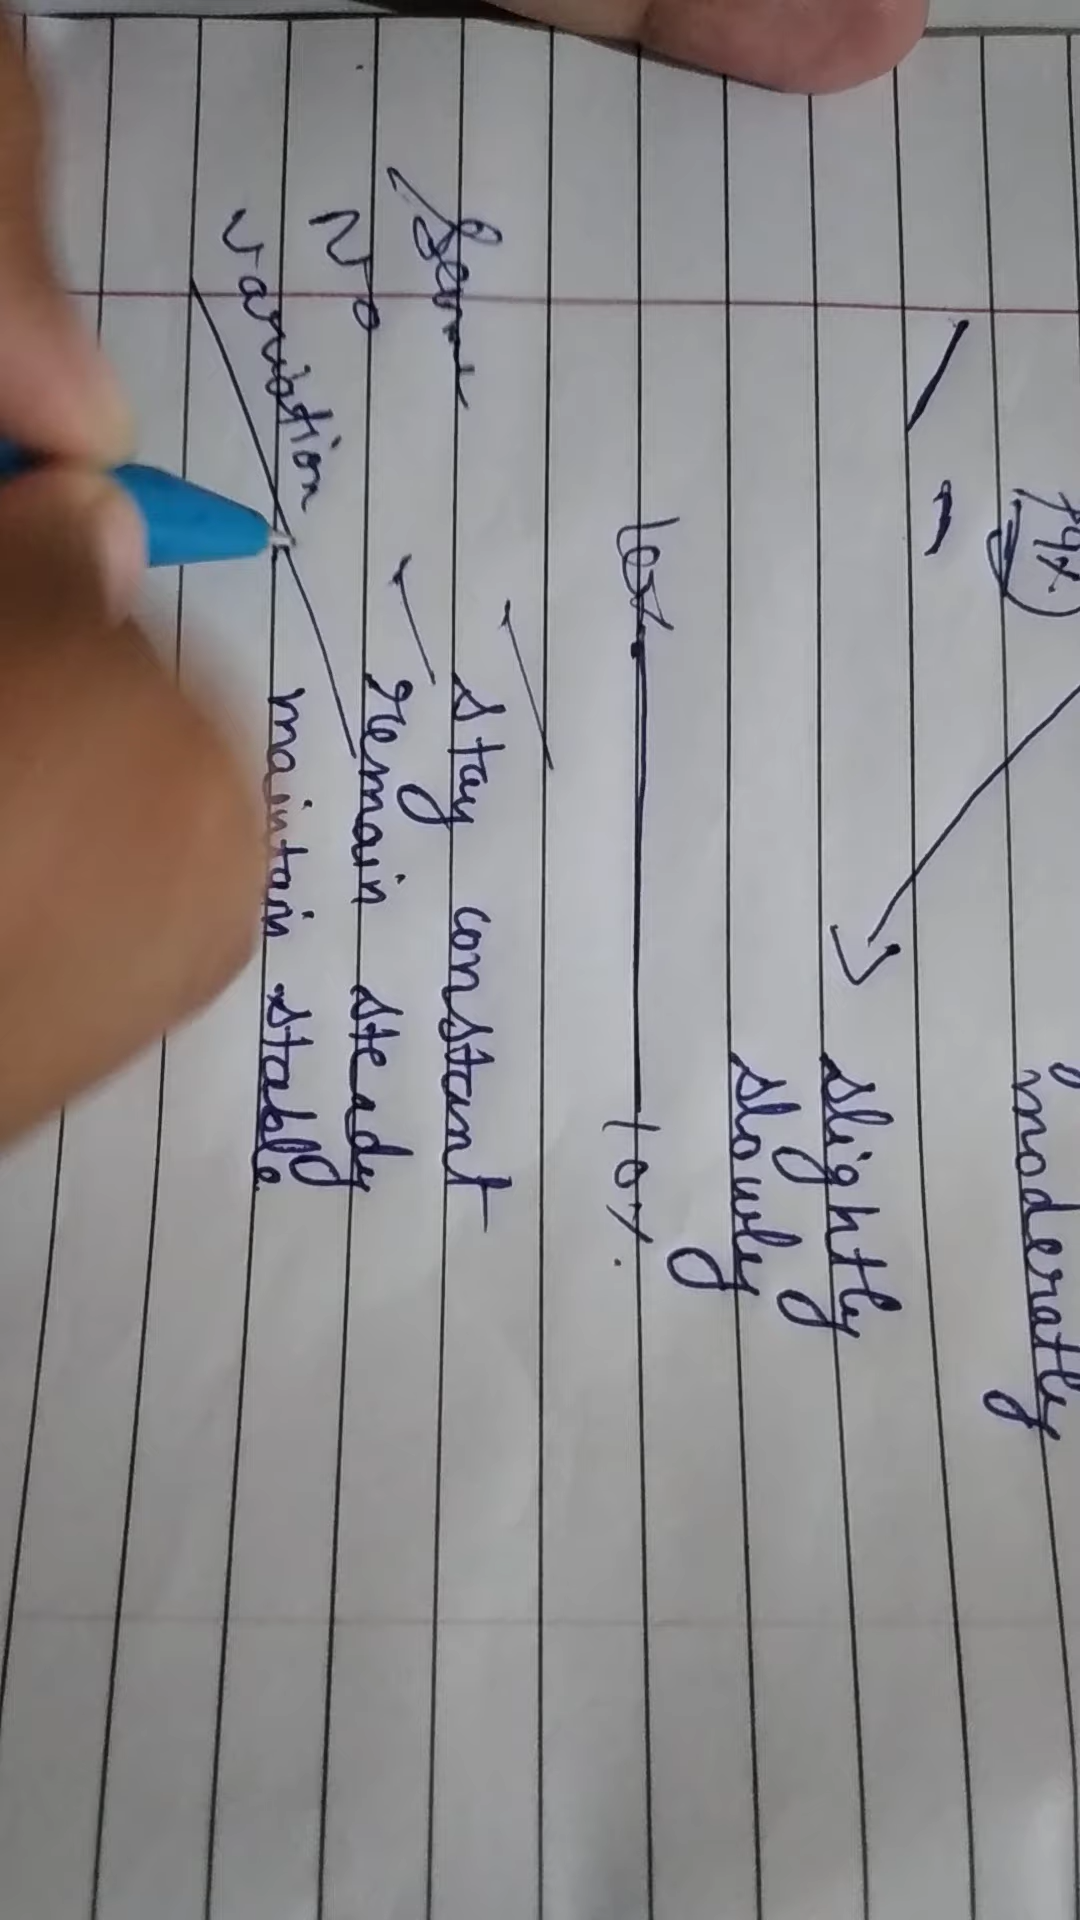 moderatly
slightly
slowly
10%. 10%.
Same stay constant
No remain steady
variation maintain stable